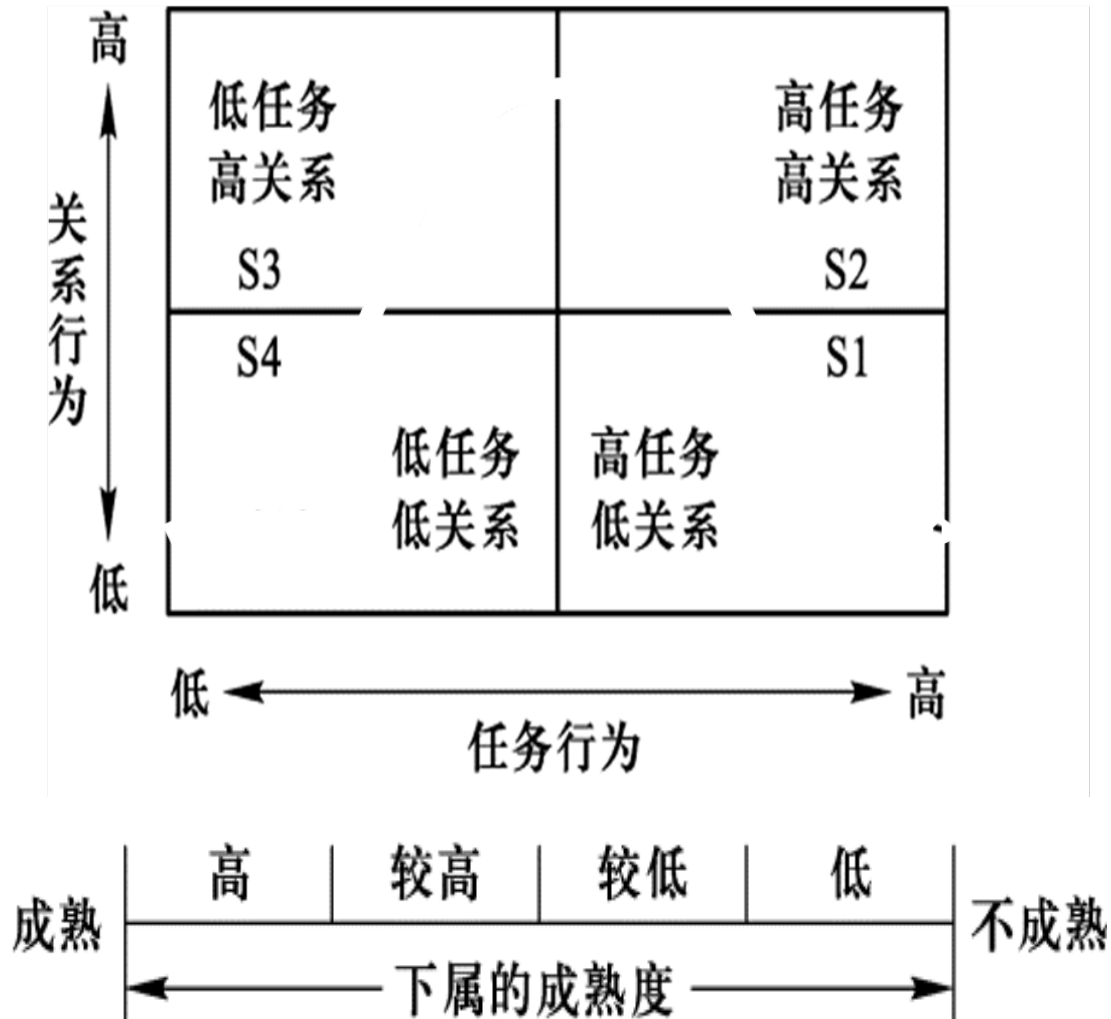 高
低任务
高关系
S3
高任务
高关系
S2
关系行为
S4
低任务
低关系
S1
高任务
低关系
低
低
高
任务行为
成熟
高
较高
较低
低
不成熟
下属的成熟度